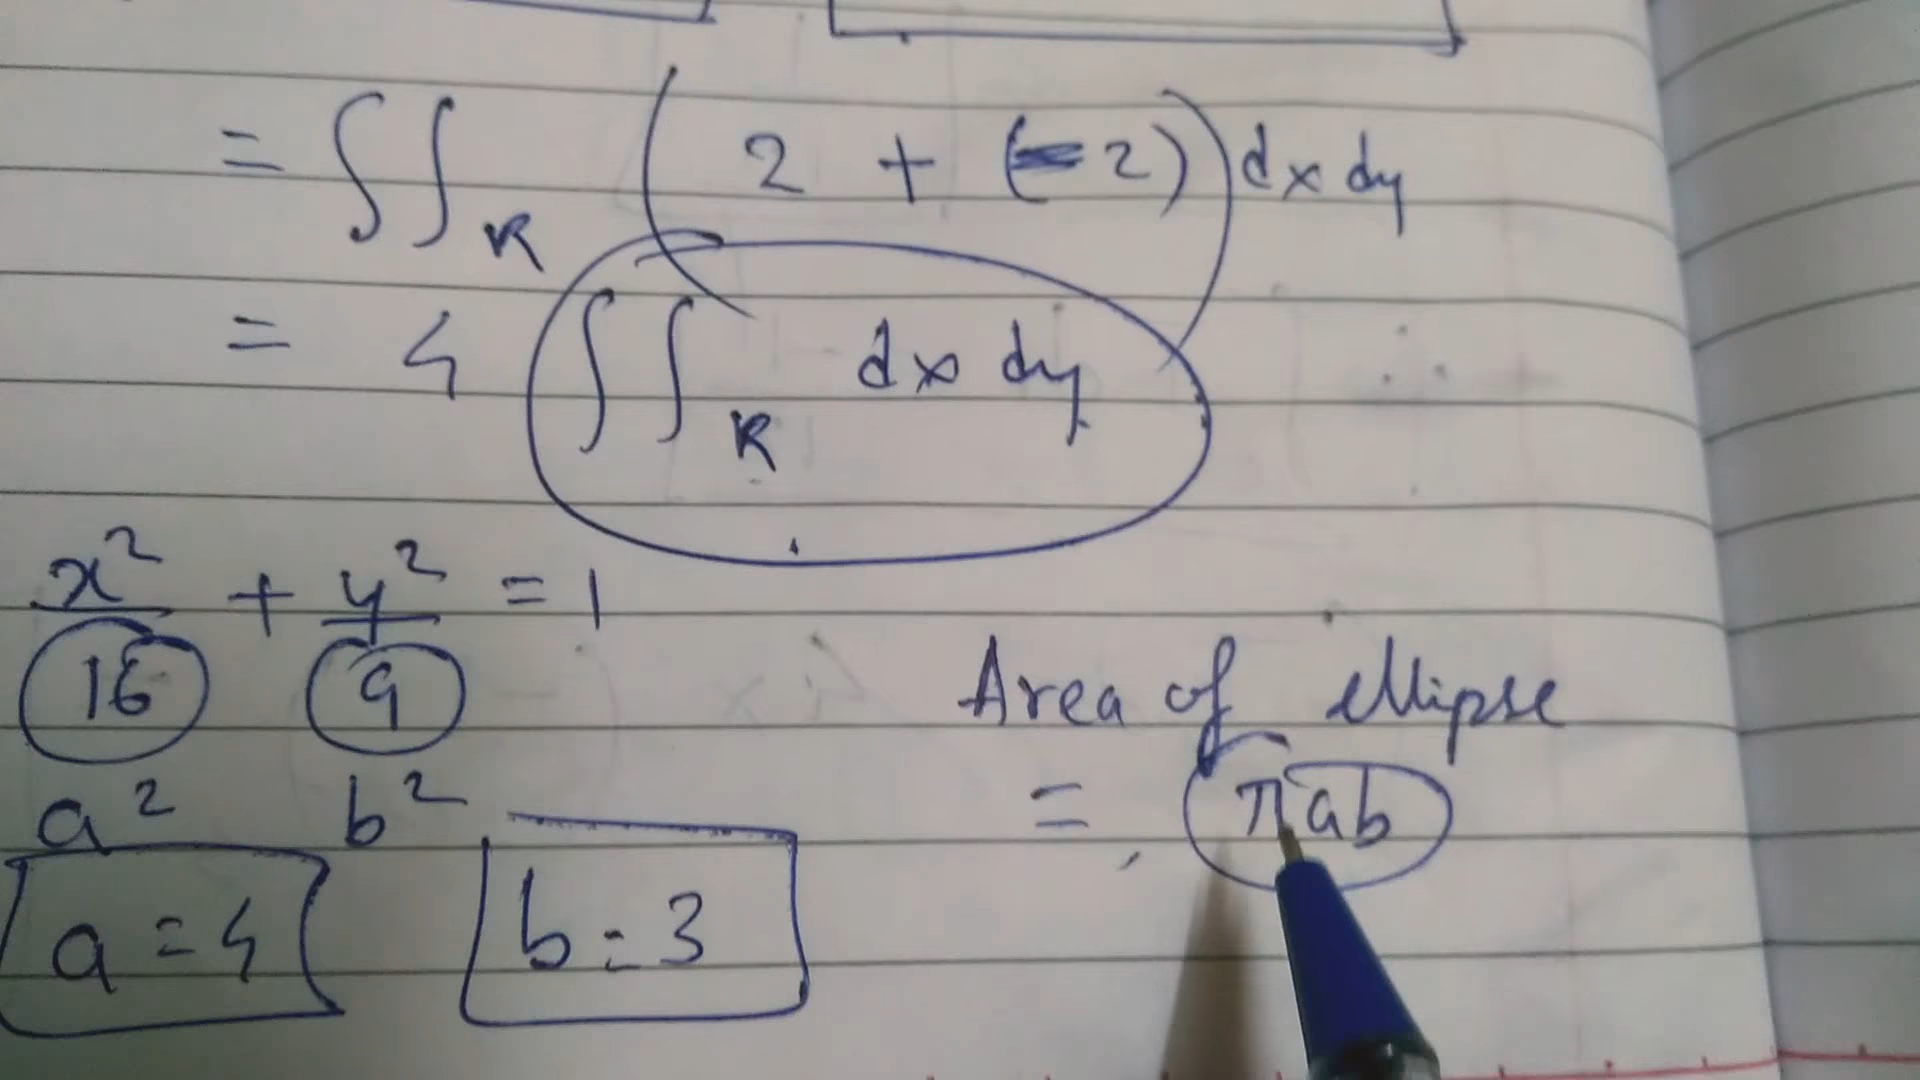 = ∬_R (2 + (2)) dx dy
= 4 ∬_R dx dy
x²/16 + y²/9 = 1
a² b²
a = 4 b = 3
Area of ellipse
= πab